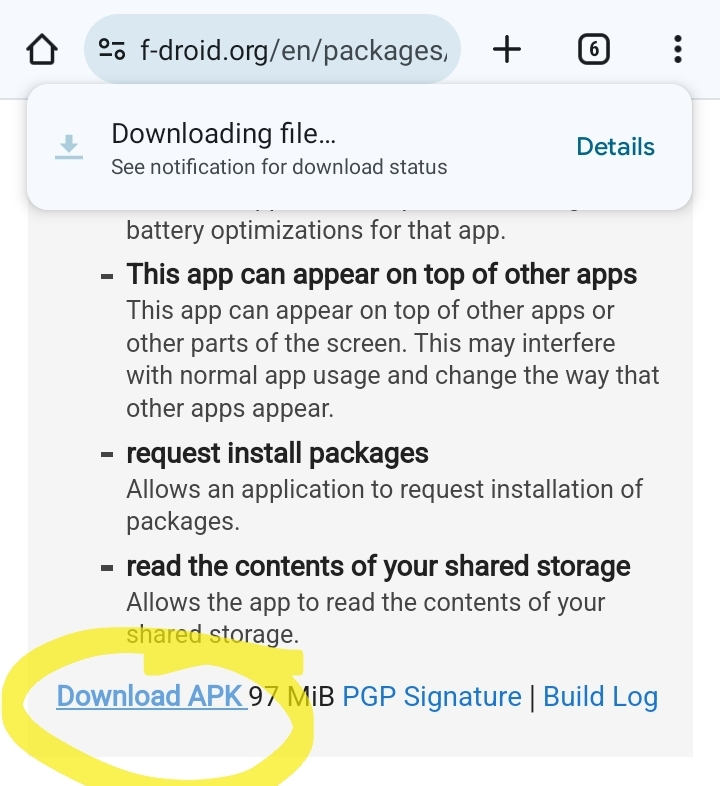 f-droid.org/en/packages/
6
Downloading file...
See notification for download status
Details
battery optimizations for that app.
- This app can appear on top of other apps
This app can appear on top of other apps or
other parts of the screen. This may interfere
with normal app usage and change the way that
other apps appear.
- request install packages
Allows an application to request installation of
packages.
- read the contents of your shared storage
Allows the app to read the contents of your
shared storage.
Download APK 97 MiB PGP Signature | Build Log